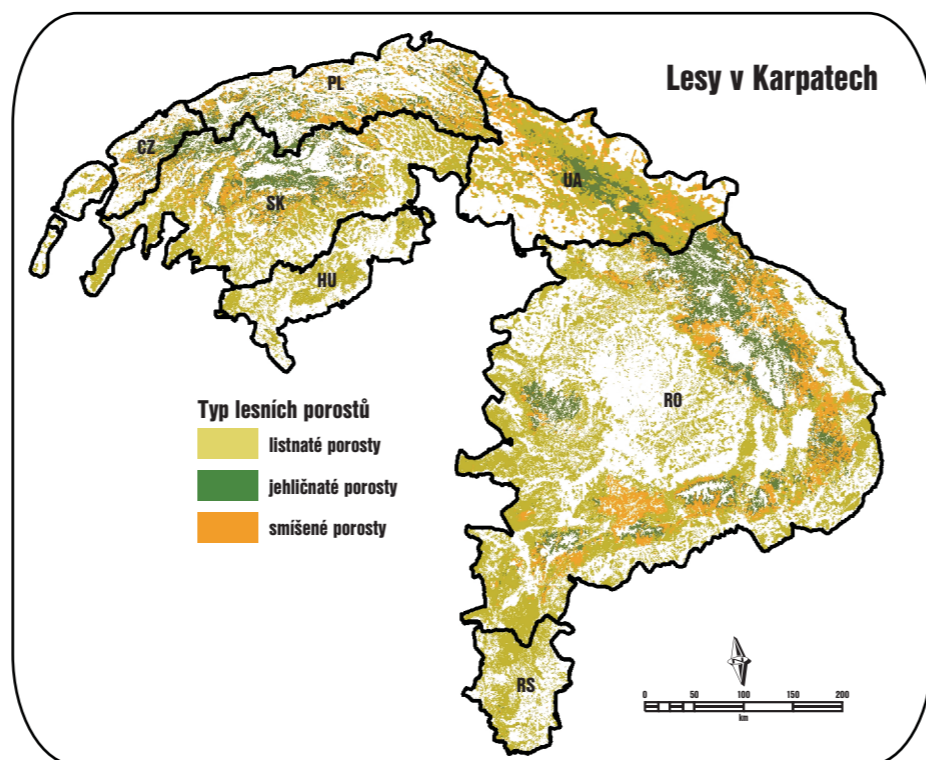 Lesy v Karpatech
PL
CZ
SK
UA
HU
RO
RS
Typ lesních porostů
listnaté porosty
jehličnaté porosty
smíšené porosty
0 50 100 150 200
km